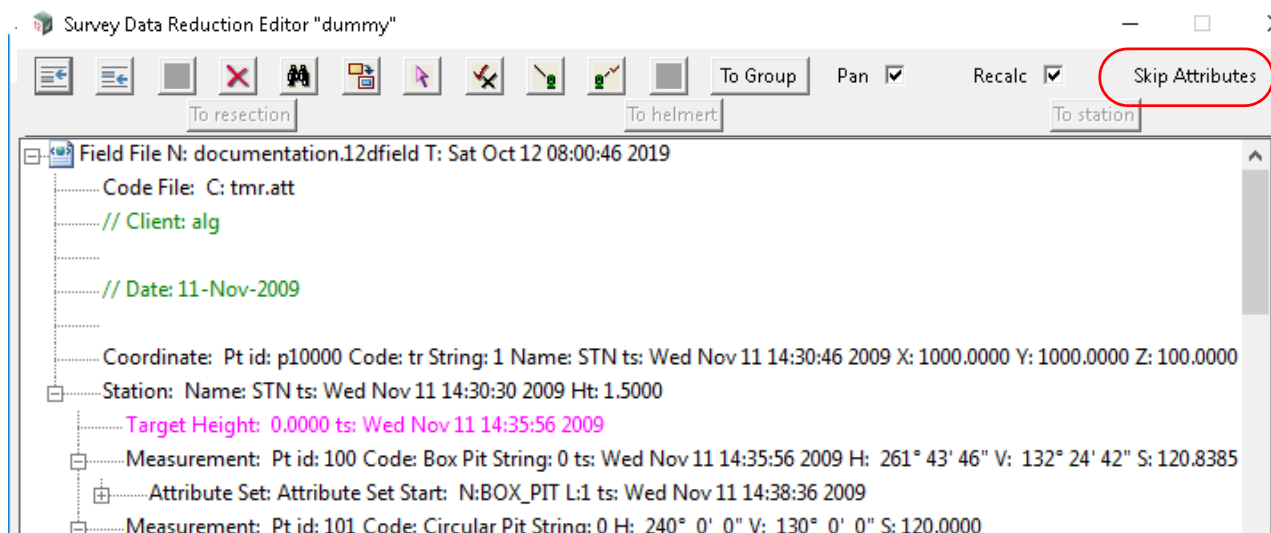 Survey Data Reduction Editor "dummy"
To Group Pan Recalc Skip Attributes
To resection To helmert To station
Field File N: documentation.12dfield T: Sat Oct 12 08:00:46 2019
Code File: C: tmr.att
// Client: alg
// Date: 11-Nov-2009
Coordinate: Pt id: p10000 Code: tr String: 1 Name: STN ts: Wed Nov 11 14:30:46 2009 X: 1000.0000 Y: 1000.0000 Z: 100.0000
Station: Name: STN ts: Wed Nov 11 14:30:30 2009 Ht: 1.5000
Target Height: 0.0000 ts: Wed Nov 11 14:35:56 2009
Measurement: Pt id: 100 Code: Box Pit String: 0 ts: Wed Nov 11 14:35:56 2009 H: 261° 43' 46" V: 132° 24' 42" S: 120.8385
Attribute Set: Attribute Set Start: N:BOX_PIT L:1 ts: Wed Nov 11 14:38:36 2009
Measurement: Pt id: 101 Code: Circular Pit String: 0 H: 240° 0' 0" V: 130° 0' 0" S: 120.0000